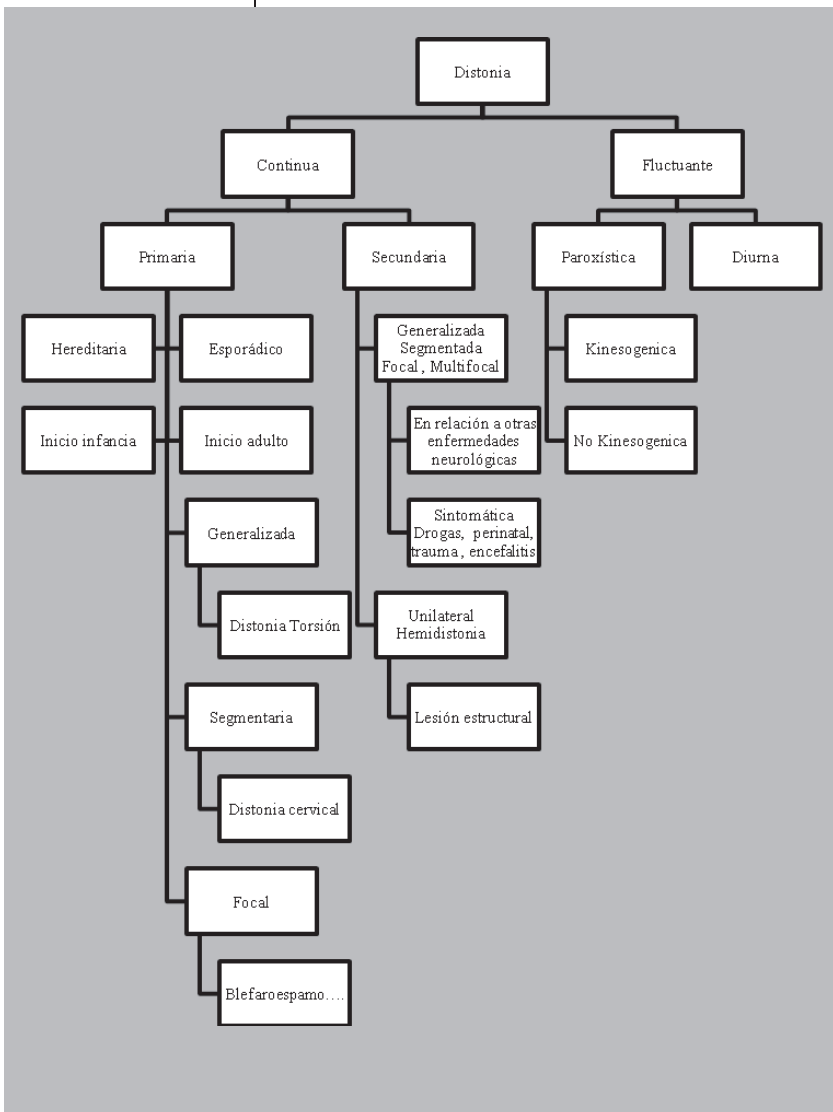 Distonia
Continua
Fluctuante
Primaria
Secundaria
Paroxística
Diurna
Hereditaria
Esporádico
Generalizada
Segmentada
Focal , Multifocal
Kinesogenica
Inicio infancia
Inicio adulto
En relación a otras
enfermedades
neurológicas
No Kinesogenica
Generalizada
Sintomática
Drogas, perinatal,
trauma , encefalitis
Distonia Torsión
Unilateral
Hemidistonia
Segmentaria
Lesión estructural
Distonia cervical
Focal
Blefaroespamo....